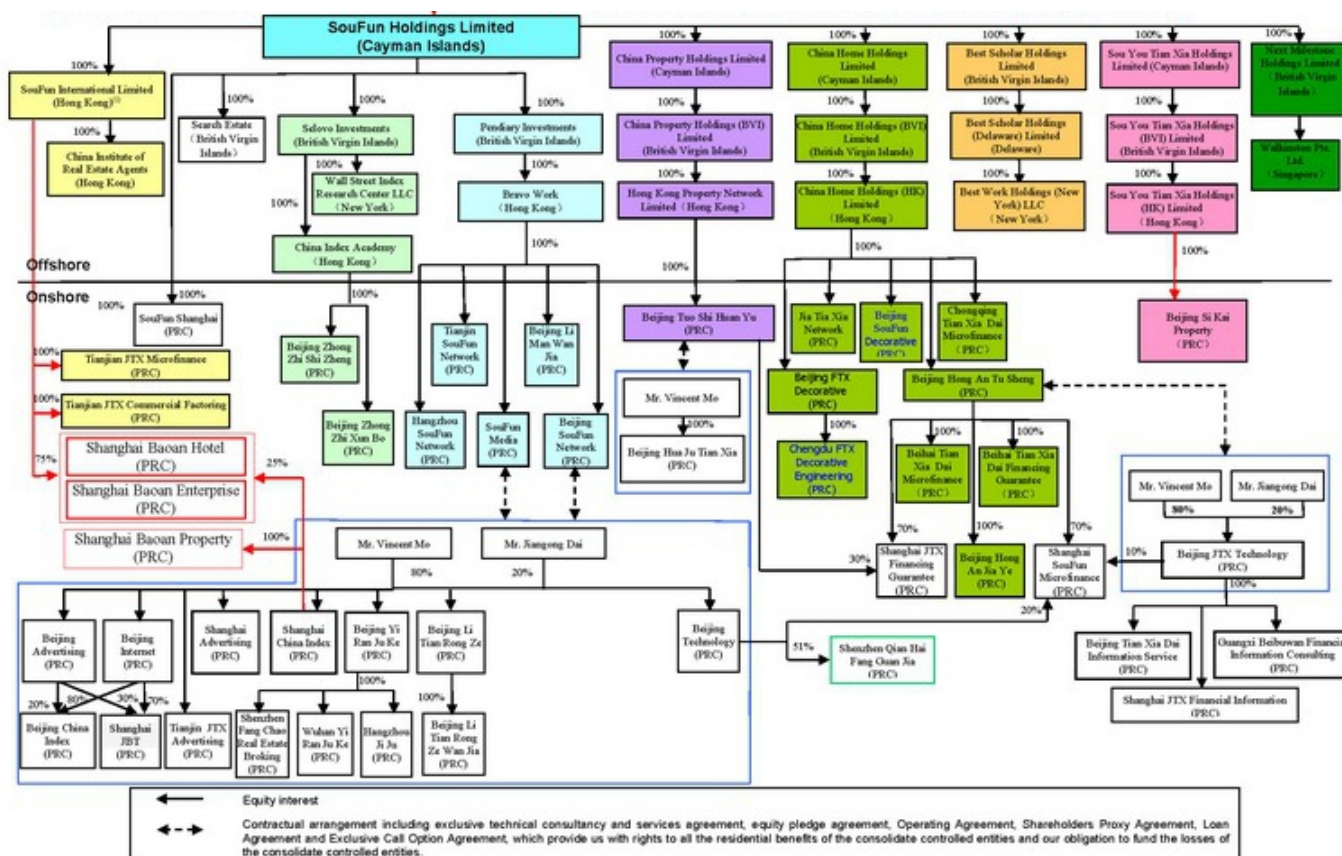 SouFun Holdings Limited
(Cayman Islands)
100%
100%
100%
100%
100%
100%
SouFun International Limited
(Hong Kong)(1)
100%
China Institute of
Real Estate Agents
(Hong Kong)
100%
Search Estate
(British Virgin
Islands)
100%
Selovo Investments
(British Virgin Islands)
100%
Wall Street Index
Research Center LLC
(New York)
100%
China Index Academy
(Hong Kong)
100%
Pendiary Investments
(British Virgin Islands)
100%
Bravo Work
(Hong Kong)
100%
China Property Holdings Limited
(Cayman Islands)
100%
China Property Holdings (BVI)
Limited
(British Virgin Islands)
100%
Hong Kong Property Network
Limited (Hong Kong)
100%
China Home Holdings
Limited
(Cayman Islands)
100%
China Home Holdings (BVI)
Limited
(British Virgin Islands)
100%
China Home Holdings (HK)
Limited
(Hong Kong)
100%
Best Scholar Holdings
Limited
(British Virgin Islands)
100%
Best Scholar Holdings
(Delaware) Limited
(Delaware)
100%
Best Work Holdings (New
York) LLC
(New York)
Sou You Tian Xia Holdings
Limited (Cayman Islands)
100%
Sou You Tian Xia Holdings
(BVI) Limited
(British Virgin
Islands)
100%
Sou You Tian Xia Holdings
(HK) Limited
(Hong Kong)
100%
Next Milestone
Holdings Limited
(British Virgin
Islands)
100%
Walkinston Pte.
Ltd.
(Singapore)
Offshore
Onshore
100%
100%
SouFun Shanghai
(PRC)
100%
Tianjian JTX Microfinance
(PRC)
100%
Tianjian JTX Commercial Factoring
(PRC)
75%
Shanghai Baoan Hotel
(PRC)
25%
Shanghai Baoan Enterprise
(PRC)
Shanghai Baoan Property
(PRC)
100%
100%
Beijing Zhong
Zhi Shi Zheng
(PRC)
Beijing Zhong
Zhi Xun Bo
(PRC)
Tianjin
SouFun
Network
(PRC)
Beijing Li
Man Wan
Jia
(PRC)
Hangzhou
SouFun
Network
(PRC)
SouFun
Media
(PRC)
Beijing
SouFun
Network
(PRC)
Beijing Tuo Shi Huan Yu
(PRC)
Mr. Vincent Mo
100%
Beijing Hua Ju Tian Xia
(PRC)
Jia Tia Xia
Network
(PRC)
Beijing
SouFun
Decorative
(PRC)
Chongqing
Tian Xia Dai
Microfinance
(PRC)
Beijing FTX
Decorative
(PRC)
100%
Chengdu FTX
Decorative
Engineering
(PRC)
Beijing Hong An Tu Sheng
(PRC)
100%
100%
Beihai Tian
Xia Dai
Microfinance
(PRC)
Beihai Tian Xia
Dai Financing
Guarantee
(PRC)
70%
100%
70%
30%
Shanghai JTX
Financing
Guarantee
(PRC)
Beijing Hong
An Jia Ye
(PRC)
Shanghai
SouFun
Microfinance
(PRC)
10%
20%
Beijing Si Kai
Property
(PRC)
Mr. Vincent Mo
Mr. Jiangong Dai
80%
20%
Beijing JTX Technology
(PRC)
100%
Beijing Tian Xia Dai
Information Service
(PRC)
Guangxi Beibuwan Financial
Information Consulting
(PRC)
Shanghai JTX Financial Information
(PRC)
Mr. Vincent Mo
Mr. Jiangong Dai
80%
20%
Beijing
Advertising
(PRC)
Beijing
Internet
(PRC)
Shanghai
Advertising
(PRC)
Shanghai
China Index
(PRC)
Beijing Yi
Ran Ju Ke
(PRC)
Beijing Li
Tian Rong Ze
(PRC)
Beijing
Technology
(PRC)
51%
Shenzhen Qian Hai
Fang Guan Jia
(PRC)
20%
80%
30%
70%
100%
100%
Beijing China
Index
(PRC)
Shanghai
JBT
(PRC)
Tianjin JTX
Advertising
(PRC)
Shenzhen
Fang Chao
Real Estate
Broking
(PRC)
Wuhan Yi
Ran Ju Ke
(PRC)
Hangzhou
Ji Ju
(PRC)
Beijing Li
Tian Rong
Ze Wan Jia
(PRC)
Equity interest
Contractual arrangement including exclusive technical consultancy and services agreement, equity pledge agreement, Operating Agreement, Shareholders Proxy Agreement, Loan
Agreement and Exclusive Call Option Agreement, which provide us with rights to all the residential benefits of the consolidate controlled entities and our obligation to fund the losses of
the consolidate controlled entities.